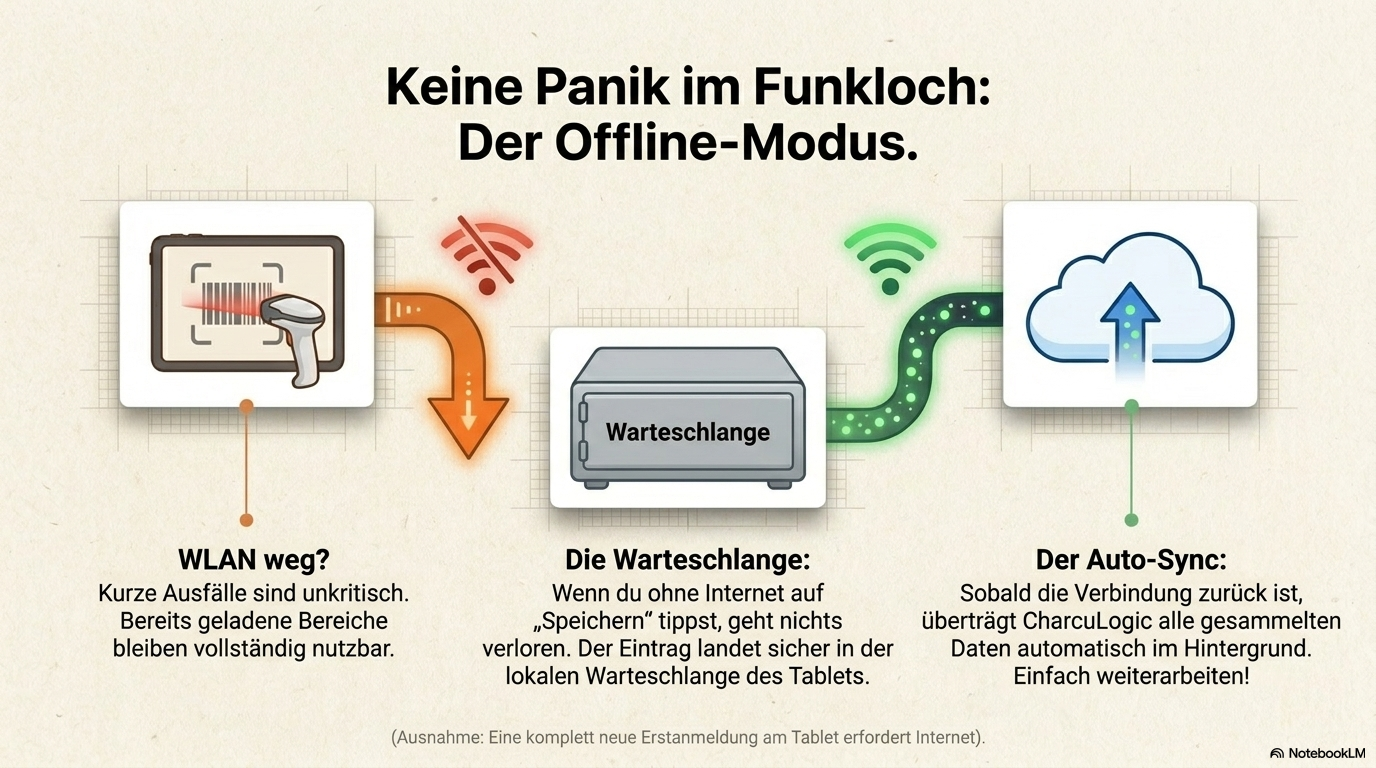 Keine Panik im Funkloch:
Der Offline-Modus.
Warteschlange
WLAN weg?
Kurze Ausfälle sind unkritisch.
Bereits geladene Bereiche
bleiben vollständig nutzbar.
Die Warteschlange:
Wenn du ohne Internet auf
„Speichern“ tippst, geht nichts
verloren. Der Eintrag landet sicher in der
lokalen Warteschlange des Tablets.
Der Auto-Sync:
Sobald die Verbindung zurück ist,
überträgt CharcuLogic alle gesammelten
Daten automatisch im Hintergrund.
Einfach weiterarbeiten!
(Ausnahme: Eine komplett neue Erstanmeldung am Tablet erfordert Internet).
NotebookLM